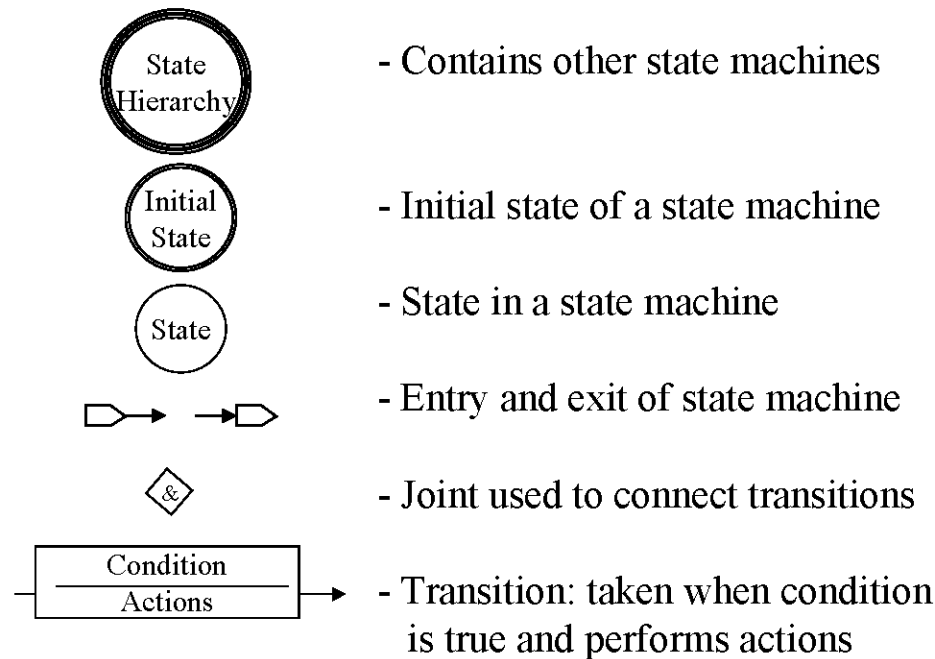 State
Hierarchy
- Contains other state machines
Initial
State
- Initial state of a state machine
State
- State in a state machine
- Entry and exit of state machine
&
- Joint used to connect transitions
Condition
Actions
- Transition: taken when condition
is true and performs actions